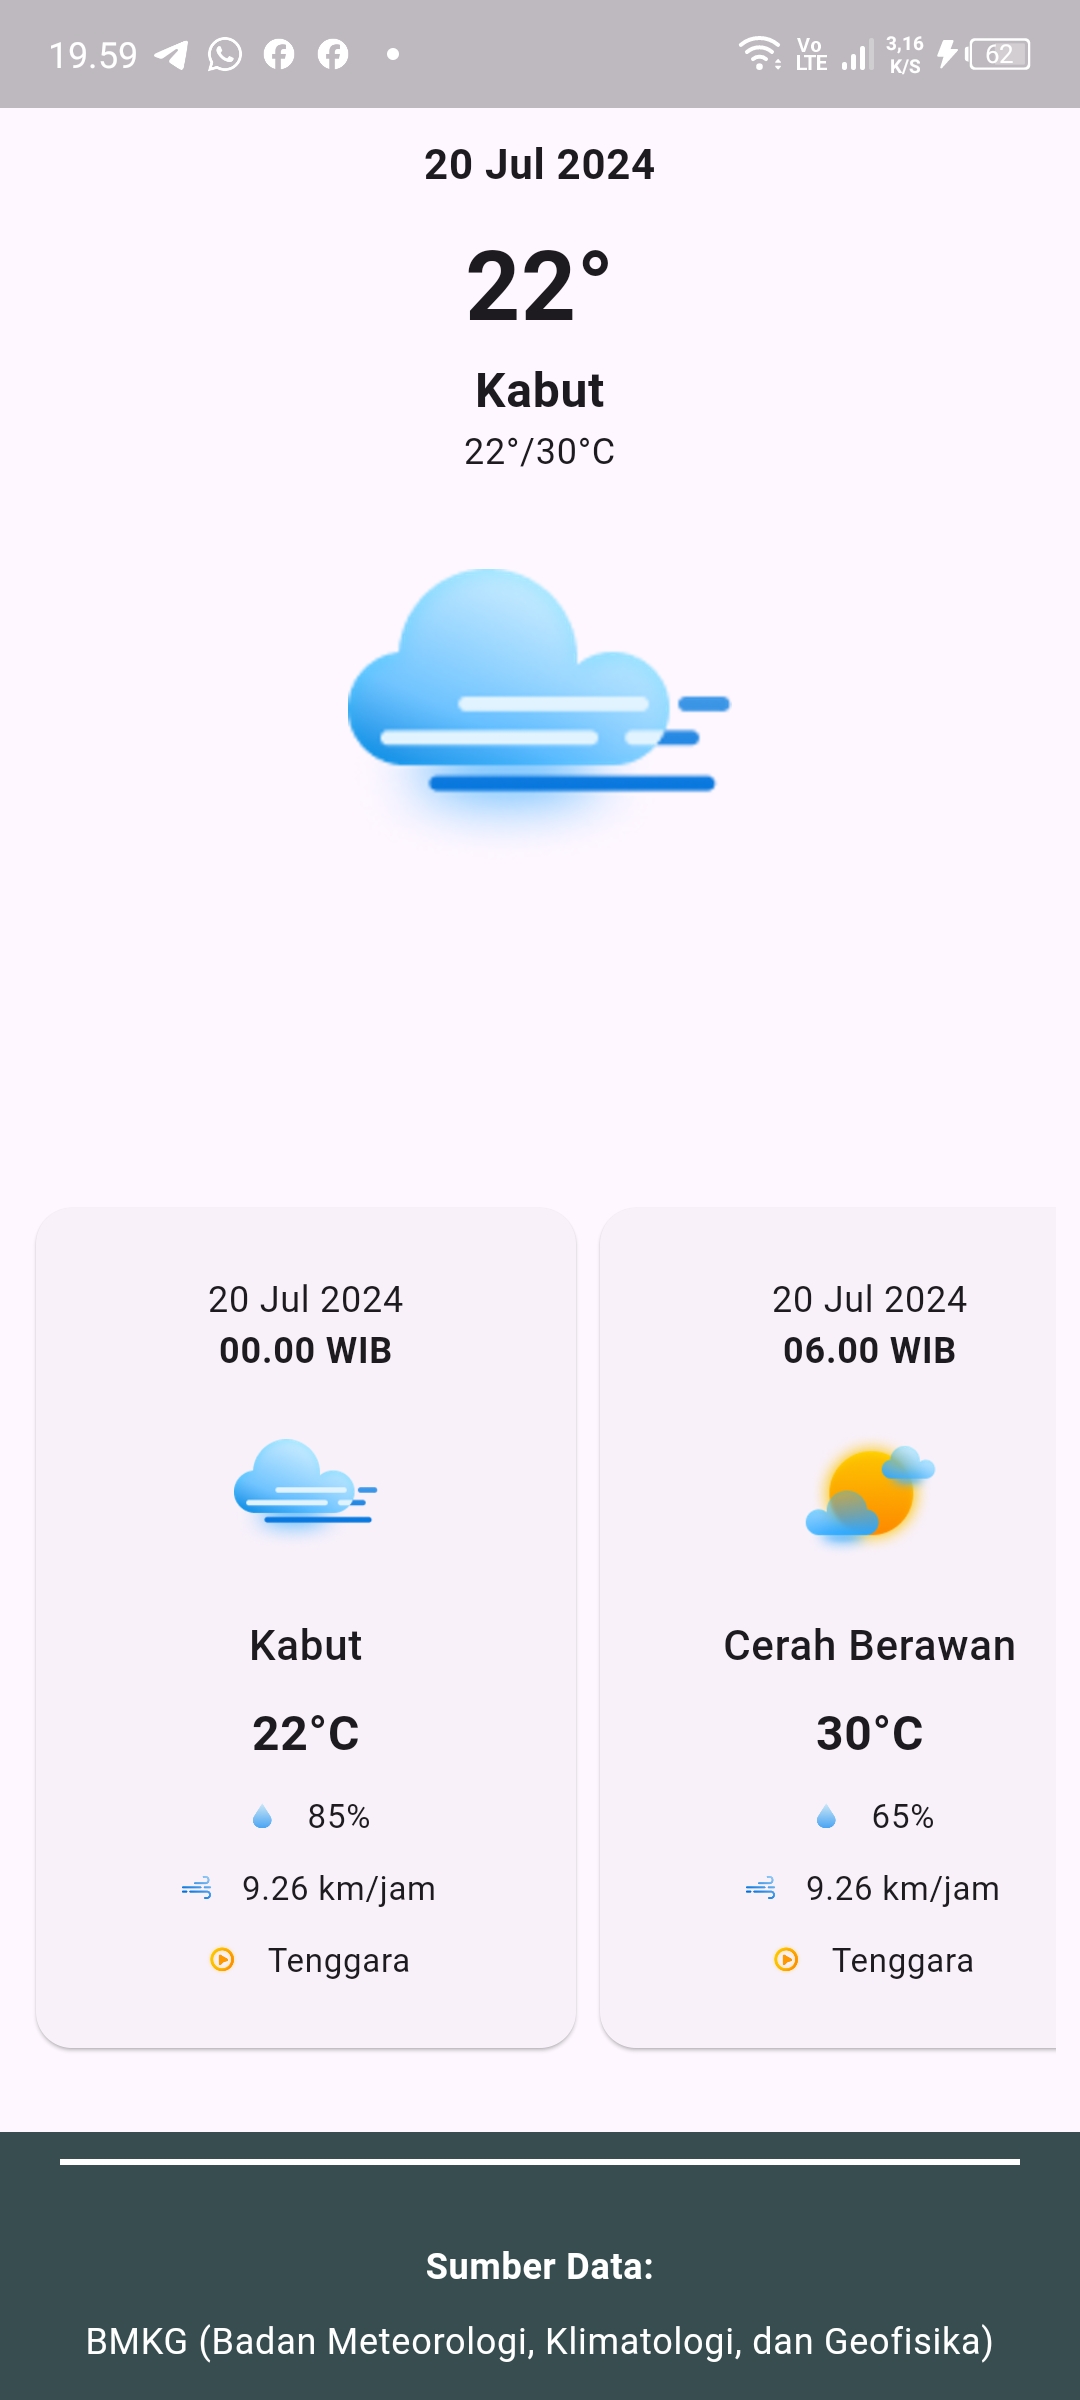 19.59 Vo LTE 3,16 K/S 62
20 Jul 2024
22°
Kabut
22°/30°C
20 Jul 2024
00.00 WIB
Kabut
22°C
85%
9.26 km/jam
Tenggara
20 Jul 2024
06.00 WIB
Cerah Berawan
30°C
65%
9.26 km/jam
Tenggara
Sumber Data:
BMKG (Badan Meteorologi, Klimatologi, dan Geofisika)